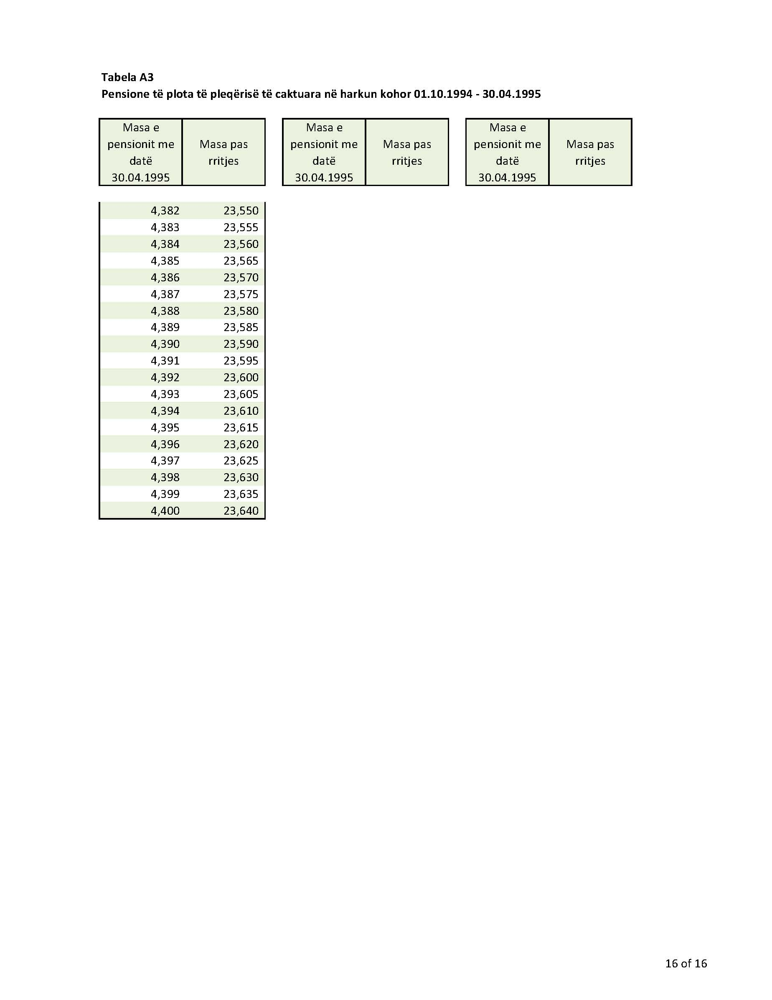 Tabela A3
Pensione të plota të pleqërisë të caktuara në harkun kohor 01.10.1994 - 30.04.1995
Masa e
pensionit me
datë
30.04.1995
Masa pas
rritjes
Masa e
pensionit me
datë
30.04.1995
Masa pas
rritjes
Masa e
pensionit me
datë
30.04.1995
Masa pas
rritjes
4,382 23,550
4,383 23,555
4,384 23,560
4,385 23,565
4,386 23,570
4,387 23,575
4,388 23,580
4,389 23,585
4,390 23,590
4,391 23,595
4,392 23,600
4,393 23,605
4,394 23,610
4,395 23,615
4,396 23,620
4,397 23,625
4,398 23,630
4,399 23,635
4,400 23,640
16 of 16